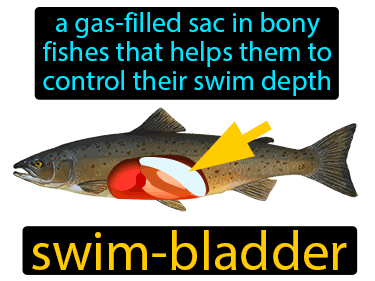 a gas-filled sac in bony
fishes that helps them to
control their swim depth
swim-bladder